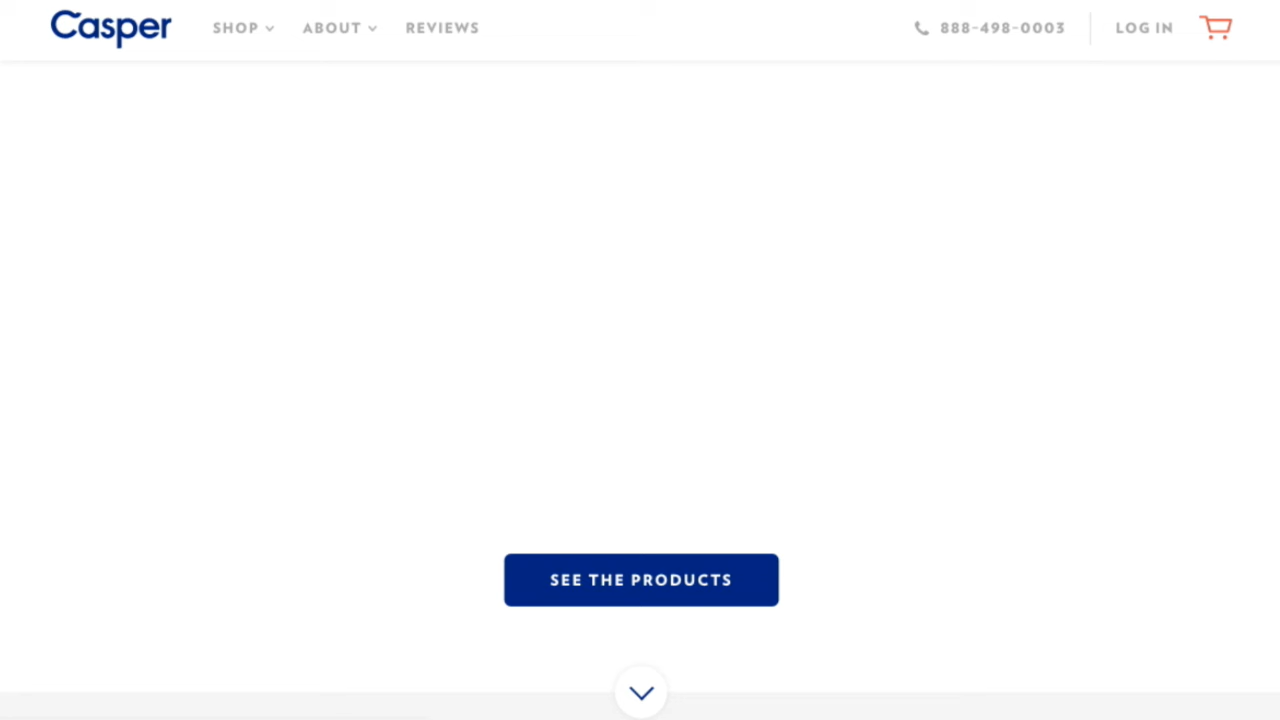 Casper SHOP ABOUT REVIEWS 888-498-0003 LOG IN
SEE THE PRODUCTS